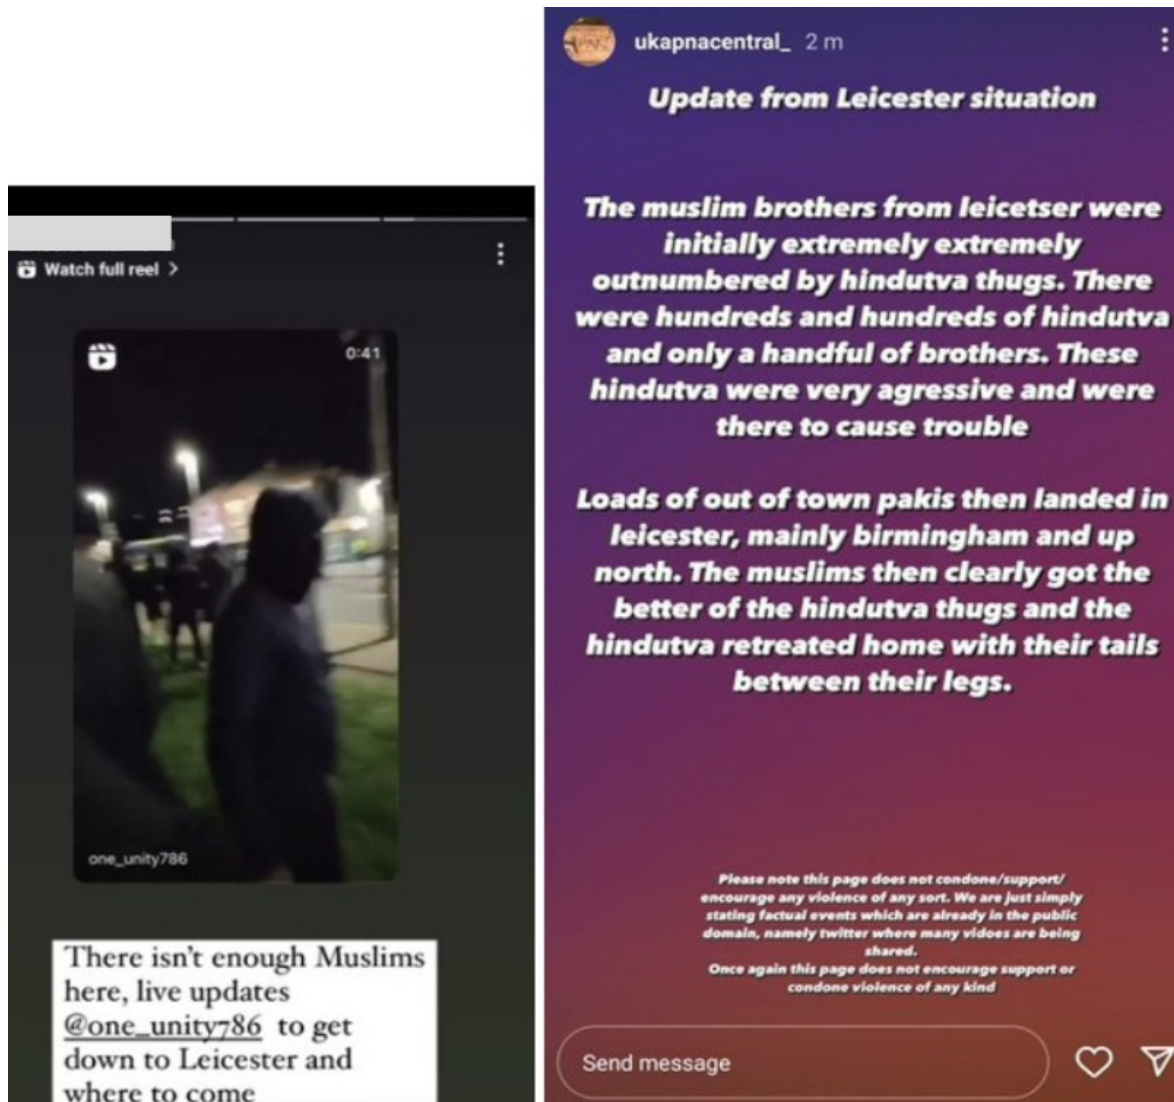 Watch full reel >
0:41
one_unity786
There isn't enough Muslims
here, live updates
@one_unity786 to get
down to Leicester and
where to come
ukapnacentral_ 2 m
Update from Leicester situation
The muslim brothers from leicetser were
initially extremely extremely
outnumbered by hindutva thugs. There
were hundreds and hundreds of hindutva
and only a handful of brothers. These
hindutva were very agressive and were
there to cause trouble
Loads of out of town pakis then landed in
leicester, mainly birmingham and up
north. The muslims then clearly got the
better of the hindutva thugs and the
hindutva retreated home with their tails
between their legs.
Please note this page does not condone/support/
encourage any violence of any sort. We are just simply
stating factual events which are already in the public
domain, namely twitter where many vidoes are being
shared.
Once again this page does not encourage support or
condone violence of any kind
Send message